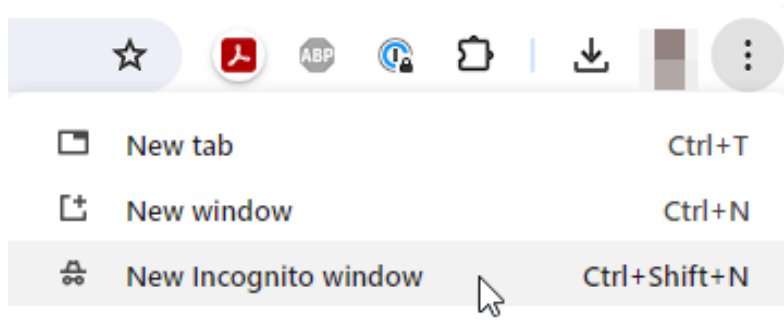 ABP
New tab Ctrl+T
New window Ctrl+N
New Incognito window Ctrl+Shift+N